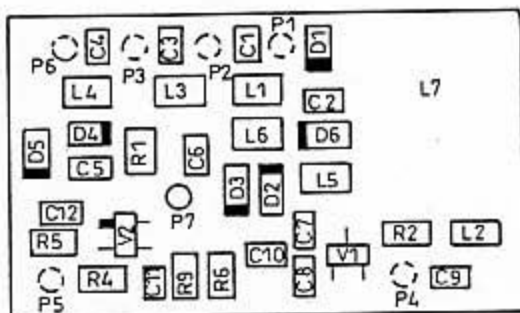 P6 C4 P3 C3 P2 C1 P1 D1
L4 L3 L1 C2 L7
D5 D4 R1 C6 L6 D6
C5 D3 D2 L5
C12 P7
R5 V2 C10 C7 V1 R2 L2
P5 R4 C11 R9 R6 C8 P4 C9